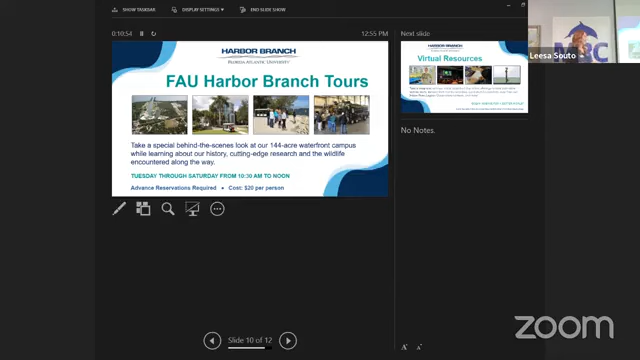 SHOW TASKBAR
DISPLAY SETTINGS
END SLIDE SHOW
0:10:54
12:55 PM
HARBOR BRANCH
FLORIDA ATLANTIC UNIVERSITY
FAU Harbor Branch Tours
Take a special behind-the-scenes look at our 144-acre waterfront campus
while learning about our history, cutting-edge research and the wildlife
encountered along the way.
TUESDAY THROUGH SATURDAY FROM 10:30 AM TO NOON
Advance Reservations Required • Cost: $20 per person
Slide 10 of 12
Next slide
HARBOR BRANCH
Virtual Resources
No Notes.
Leesa Souto
zoom